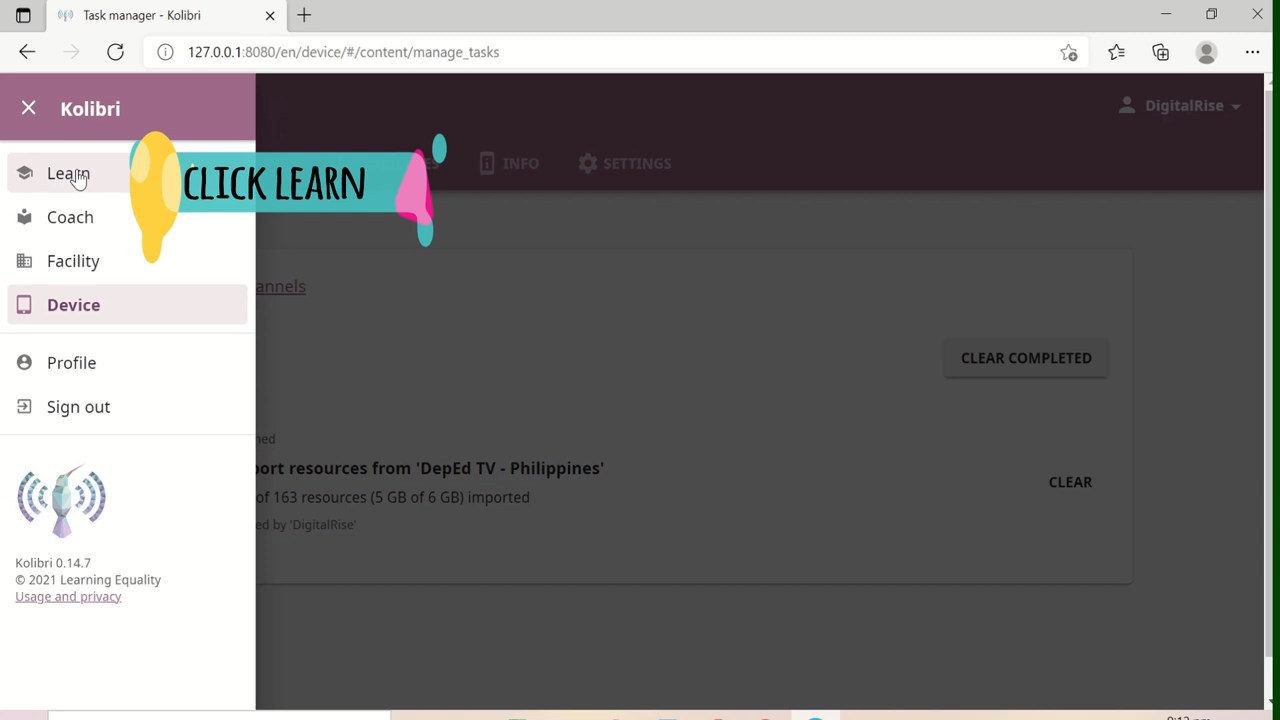 Task manager - Kolibri
127.0.0.1:8080/en/device/#/content/manage_tasks
Kolibri
DigitalRise
Learn
CLICK LEARN
INFO
SETTINGS
Coach
Facility
Device
annels
Profile
CLEAR COMPLETED
Sign out
port resources from 'DepEd TV - Philippines'
CLEAR
of 163 resources (5 GB of 6 GB) imported
ed by 'DigitalRise'
Kolibri 0.14.7
© 2021 Learning Equality
Usage and privacy